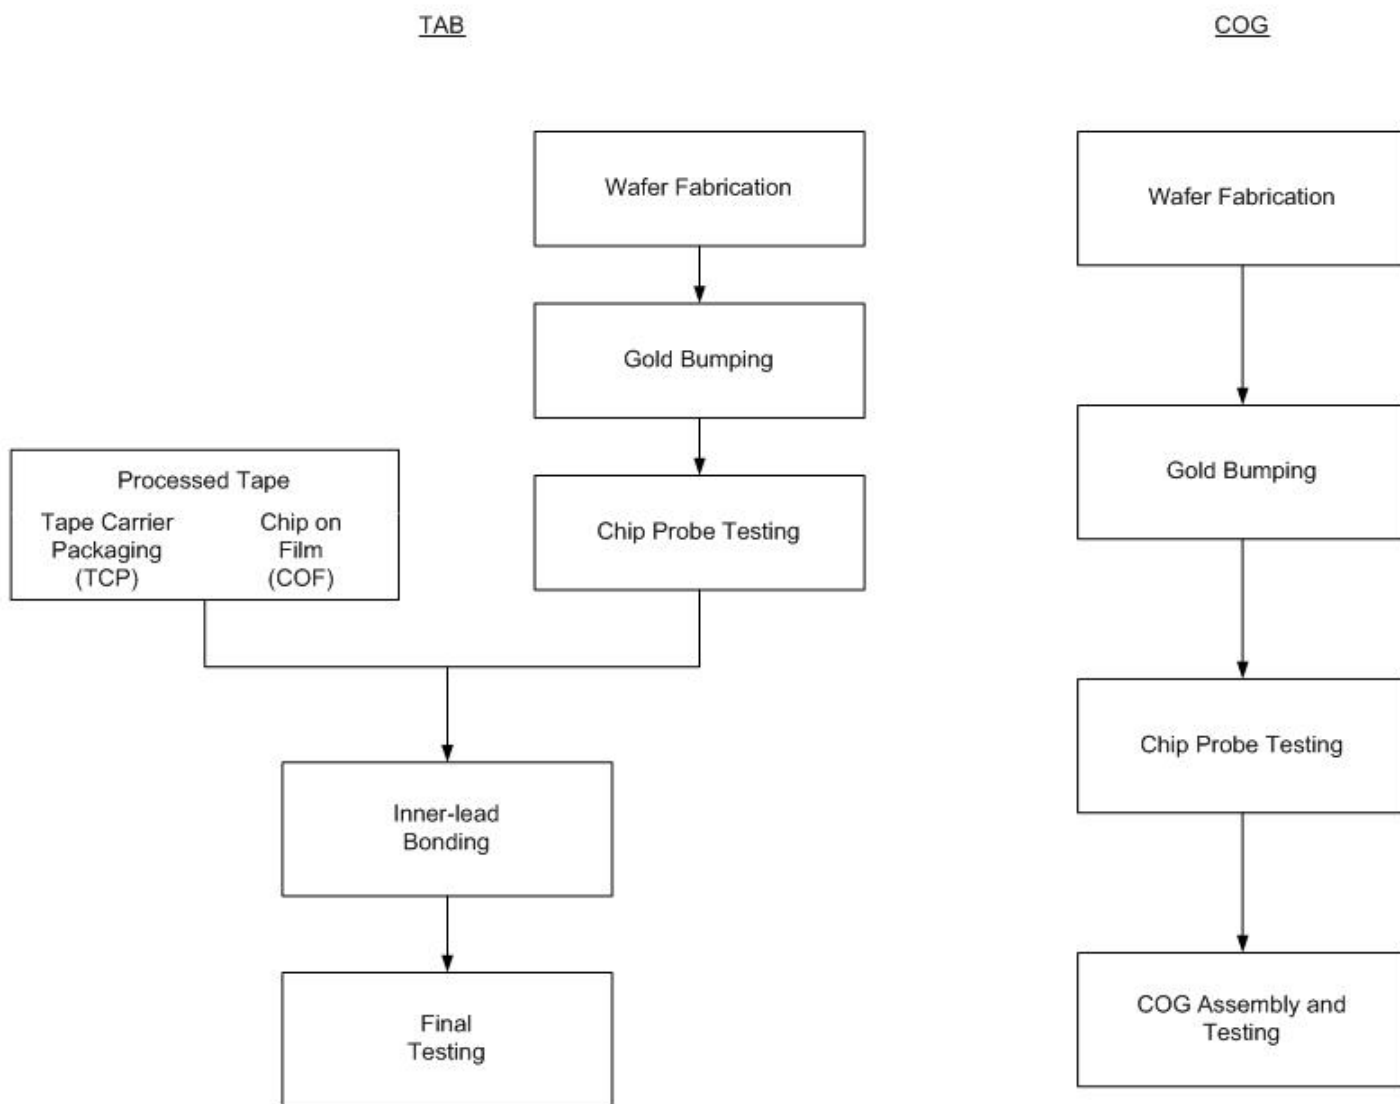 TAB
COG
Wafer Fabrication
Gold Bumping
Chip Probe Testing
Processed Tape
Tape Carrier
Packaging
(TCP)
Chip on
Film
(COF)
Inner-lead
Bonding
Final
Testing
Wafer Fabrication
Gold Bumping
Chip Probe Testing
COG Assembly and
Testing